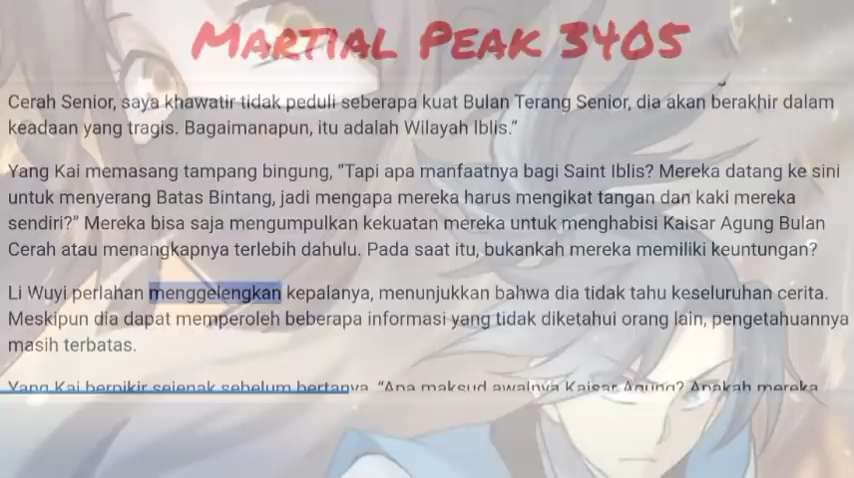 MARTIAL PEAK 3405
Cerah Senior, saya khawatir tidak peduli seberapa kuat Bulan Terang Senior, dia akan berakhir dalam
keadaan yang tragis. Bagaimanapun, itu adalah Wilayah Iblis.”
Yang Kai memasang tampang bingung, “Tapi apa manfaatnya bagi Saint Iblis? Mereka datang ke sini
untuk menyerang Batas Bintang, jadi mengapa mereka harus mengikat tangan dan kaki mereka
sendiri?” Mereka bisa saja mengumpulkan kekuatan mereka untuk menghabisi Kaisar Agung Bulan
Cerah atau menangkapnya terlebih dahulu. Pada saat itu, bukankah mereka memiliki keuntungan?
Li Wuyi perlahan menggelengkan kepalanya, menunjukkan bahwa dia tidak tahu keseluruhan cerita.
Meskipun dia dapat memperoleh beberapa informasi yang tidak diketahui orang lain, pengetahuannya
masih terbatas.
Yang Kai berpikir sejenak sebelum bertanya, “Apa maksud awalnya Kaisar Agung? Apakah mereka